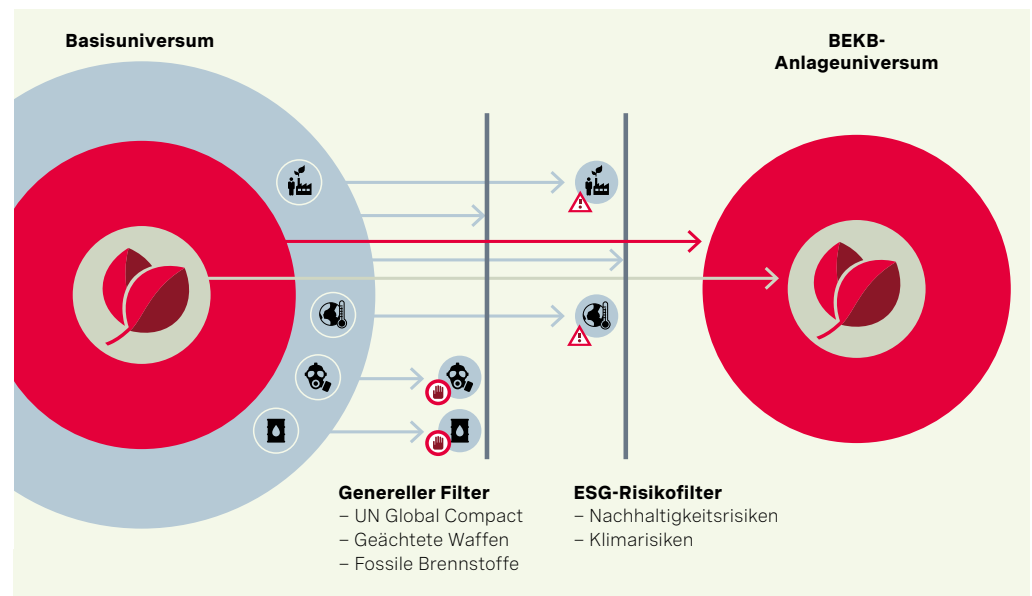 Basisuniversum
BEKB-
Anlageuniversum
Genereller Filter
– UN Global Compact
– Geächtete Waffen
– Fossile Brennstoffe
ESG-Risikofilter
– Nachhaltigkeitsrisiken
– Klimarisiken